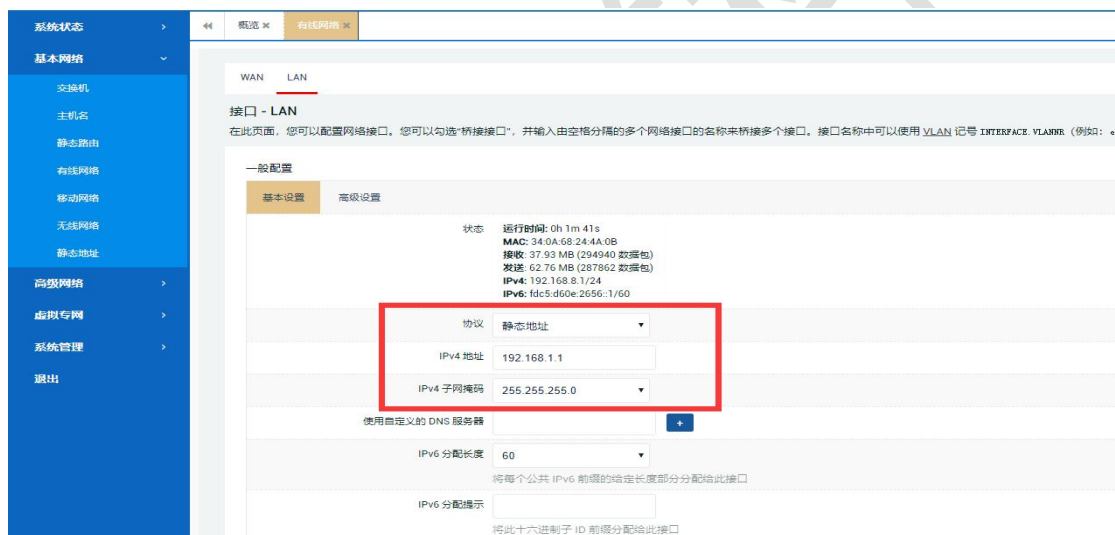 系统状态
基本网络
交换机
主机名
静态路由
有线网络
移动网络
无线网络
静态地址
高级网络
虚拟专网
系统管理
退出
概览 有线网络
WAN LAN
接口 - LAN
在此页面，您可以配置网络接口。您可以勾选“桥接接口”，并输入由空格分隔的多个网络接口的名称来桥接多个接口。接口名称中可以使用 VLAN 记号 INTERFACE.VLANNR（例如：
一般配置
基本设置 高级设置
状态 运行时间: 0h 1m 41s
MAC: 34:0A:68:24:4A:0B
接收: 37.93 MB (294940 数据包)
发送: 62.76 MB (287862 数据包)
IPv4: 192.168.8.1/24
IPv6: fdc5:d60e:2656::1/60
协议 静态地址
IPv4 地址 192.168.1.1
IPv4 子网掩码 255.255.255.0
使用自定义的 DNS 服务器 +
IPv6 分配长度 60
将每个公共 IPv6 前缀的给定长度部分分配给此接口
IPv6 分配提示
将此十六进制子 ID 前缀分配给此接口